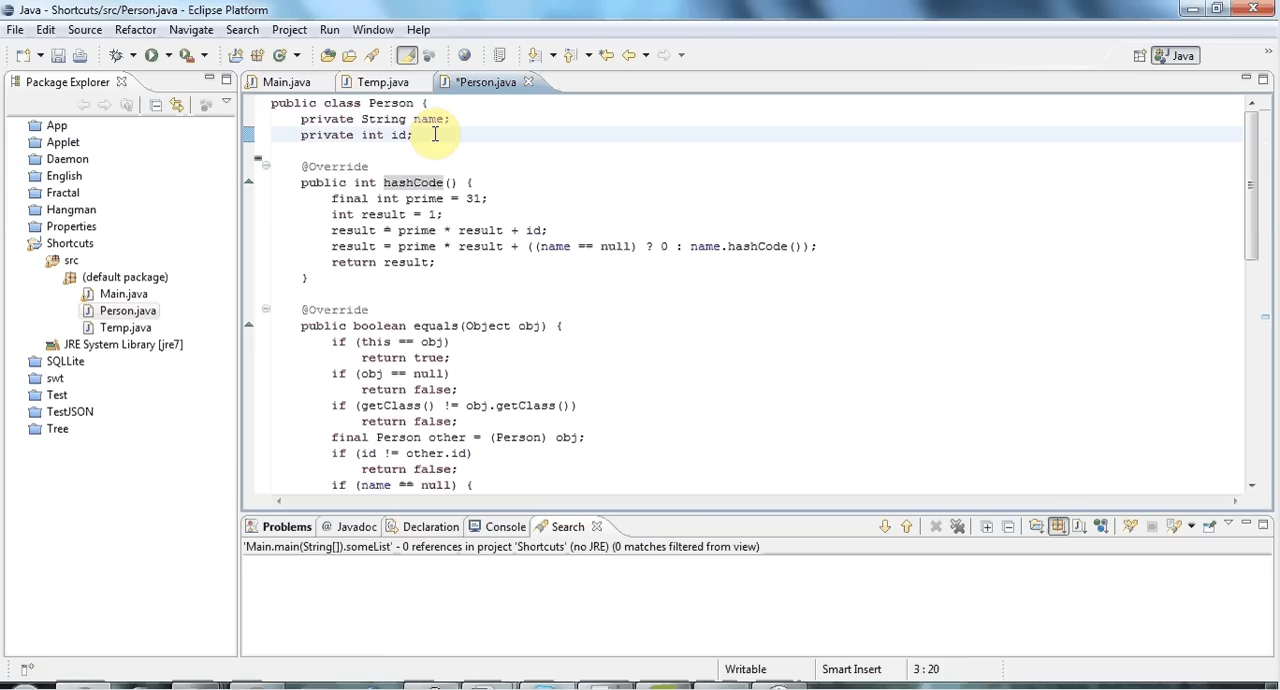 Java - Shortcuts/src/Person.java - Eclipse Platform
File Edit Source Refactor Navigate Search Project Run Window Help
Java
Package Explorer
Main.java Temp.java *Person.java
App
Applet
Daemon
English
Fractal
Hangman
Properties
Shortcuts
src
(default package)
Main.java
Person.java
Temp.java
JRE System Library [jre7]
SQLLite
swt
Test
TestJSON
Tree
public class Person {
private String name;
private int id;
@Override
public int hashCode() {
final int prime = 31;
int result = 1;
result = prime * result + id;
result = prime * result + ((name == null) ? 0 : name.hashCode());
return result;
}
@Override
public boolean equals(Object obj) {
if (this == obj)
return true;
if (obj == null)
return false;
if (getClass() != obj.getClass())
return false;
final Person other = (Person) obj;
if (id != other.id)
return false;
if (name == null) {
Problems @ Javadoc Declaration Console Search
'Main.main(String[]).someList' - 0 references in project 'Shortcuts' (no JRE) (0 matches filtered from view)
Writable Smart Insert 3 : 20